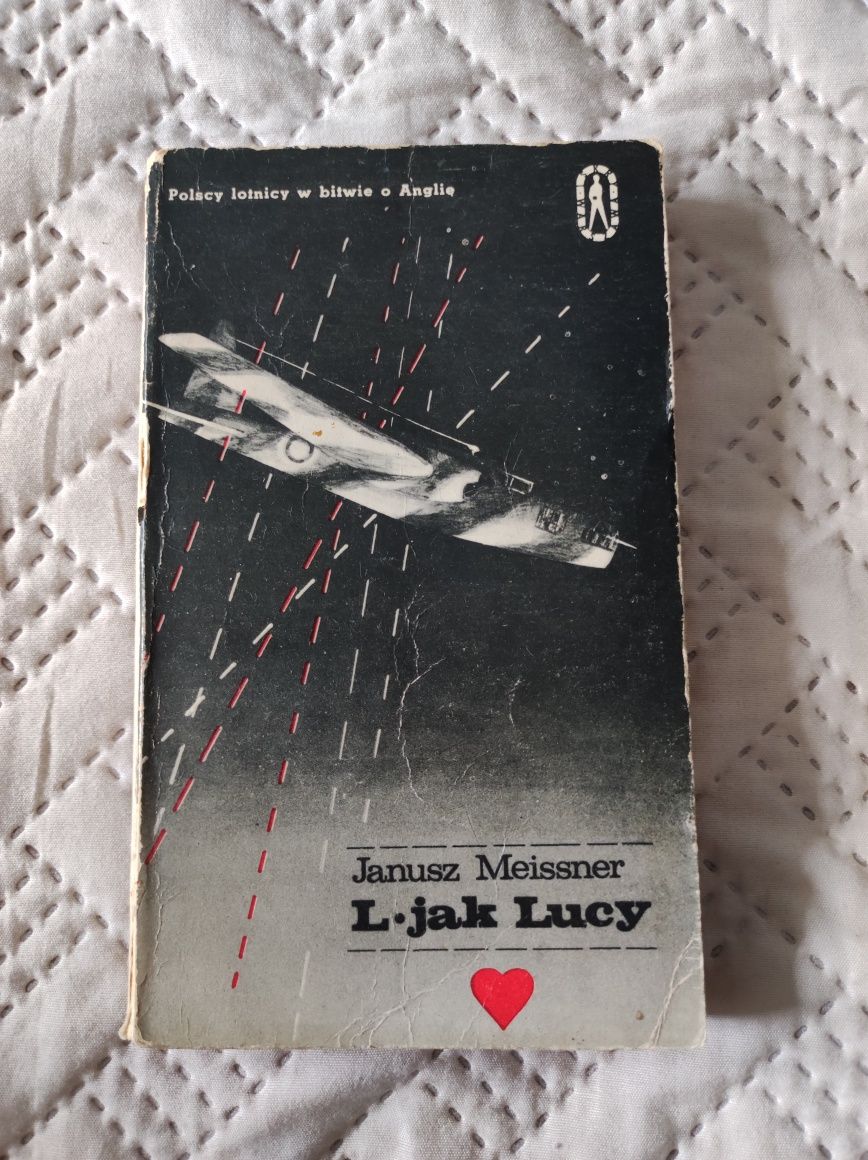 Polscy lotnicy w bitwie o Anglię
Janusz Meissner
L·jak Lucy